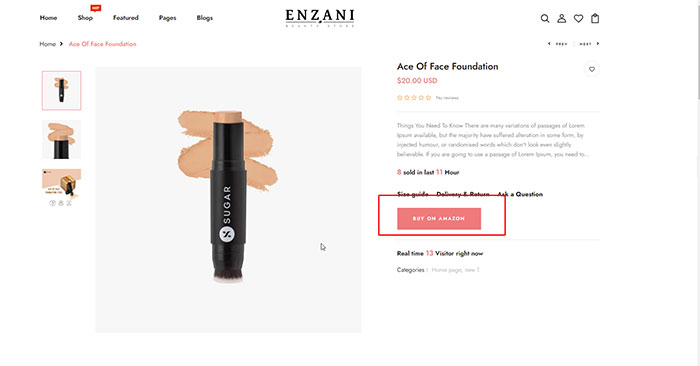 HOT
Home Shop Featured Pages Blogs
ENZANI
BEAUTY STORE
Home > Ace Of Face Foundation
PREV NEXT
Ace Of Face Foundation
$20.00 USD
No reviews
Things You Need To Know There are many variations of passages of Lorem
Ipsum available, but the majority have suffered alteration in some form, by
injected humour, or randomised words which don't look even slightly
believable. If you are going to use a passage of Lorem Ipsum, you need to...
8 sold in last 11 Hour
Size guide Delivery & Return Ask a Question
BUY ON AMAZON
Real time 13 Visitor right now
Categories : Home page, new 1
SUGAR